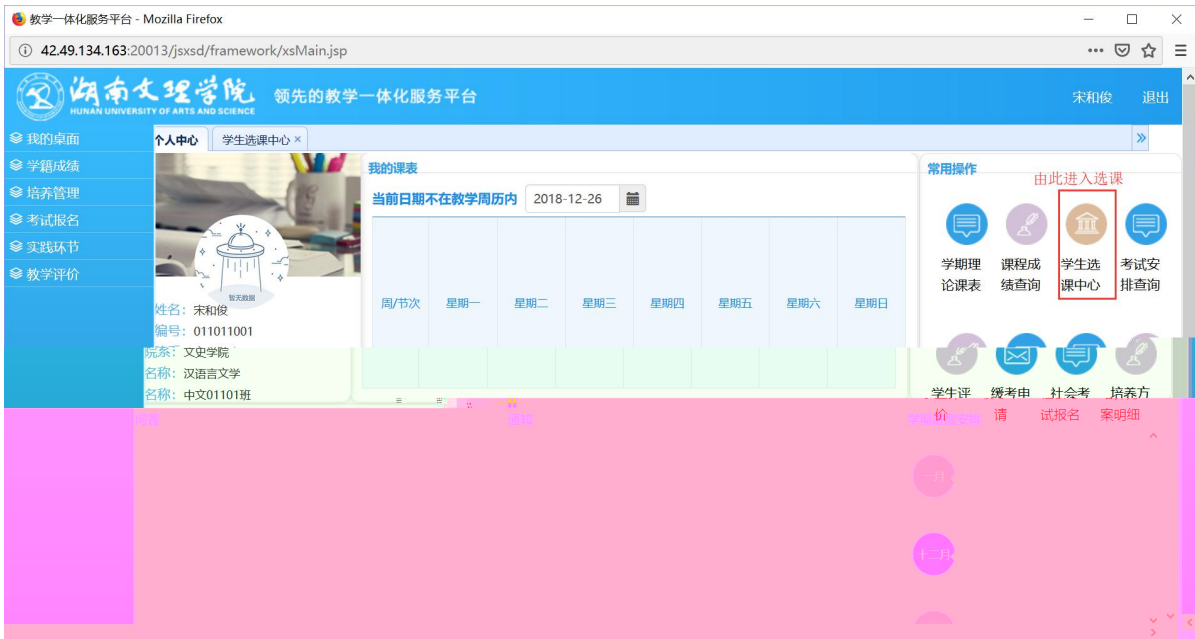 教学一体化服务平台 - Mozilla Firefox
42.49.134.163:20013/jsxsd/framework/xsMain.jsp
湖南文理学院
HUNAN UNIVERSITY OF ARTS AND SCIENCE
领先的教学一体化服务平台
宋和俊 退出
我的桌面
学籍成绩
培养管理
考试报名
实践环节
教学评价
个人中心 学生选课中心
暂无数据
姓名：宋和俊
编号：011011001
院系：文史学院
名称：汉语言文学
名称：中文01101班
我的课表
当前日期不在教学周历内 2018-12-26
周/节次 星期一 星期二 星期三 星期四 星期五 星期六 星期日
常用操作
由此进入选课
学期理论课表
课程成绩查询
学生选课中心
考试安排查询
学生评价
缓考申请
社会考试报名
培养方案明细
通知
一月
十二月